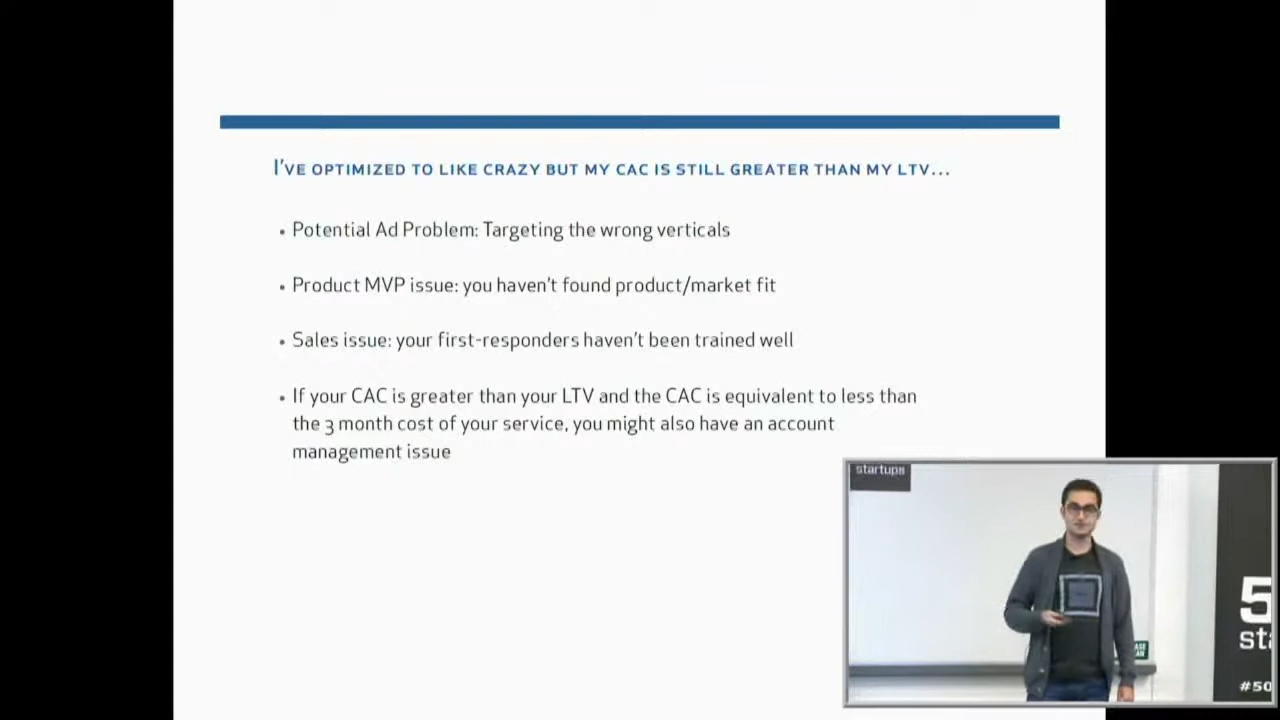 I'VE OPTIMIZED TO LIKE CRAZY BUT MY CAC IS STILL GREATER THAN MY LTV...
• Potential Ad Problem: Targeting the wrong verticals
• Product MVP issue: you haven't found product/market fit
• Sales issue: your first-responders haven't been trained well
• If your CAC is greater than your LTV and the CAC is equivalent to less than
the 3 month cost of your service, you might also have an account
management issue
startups
5
sta
#50